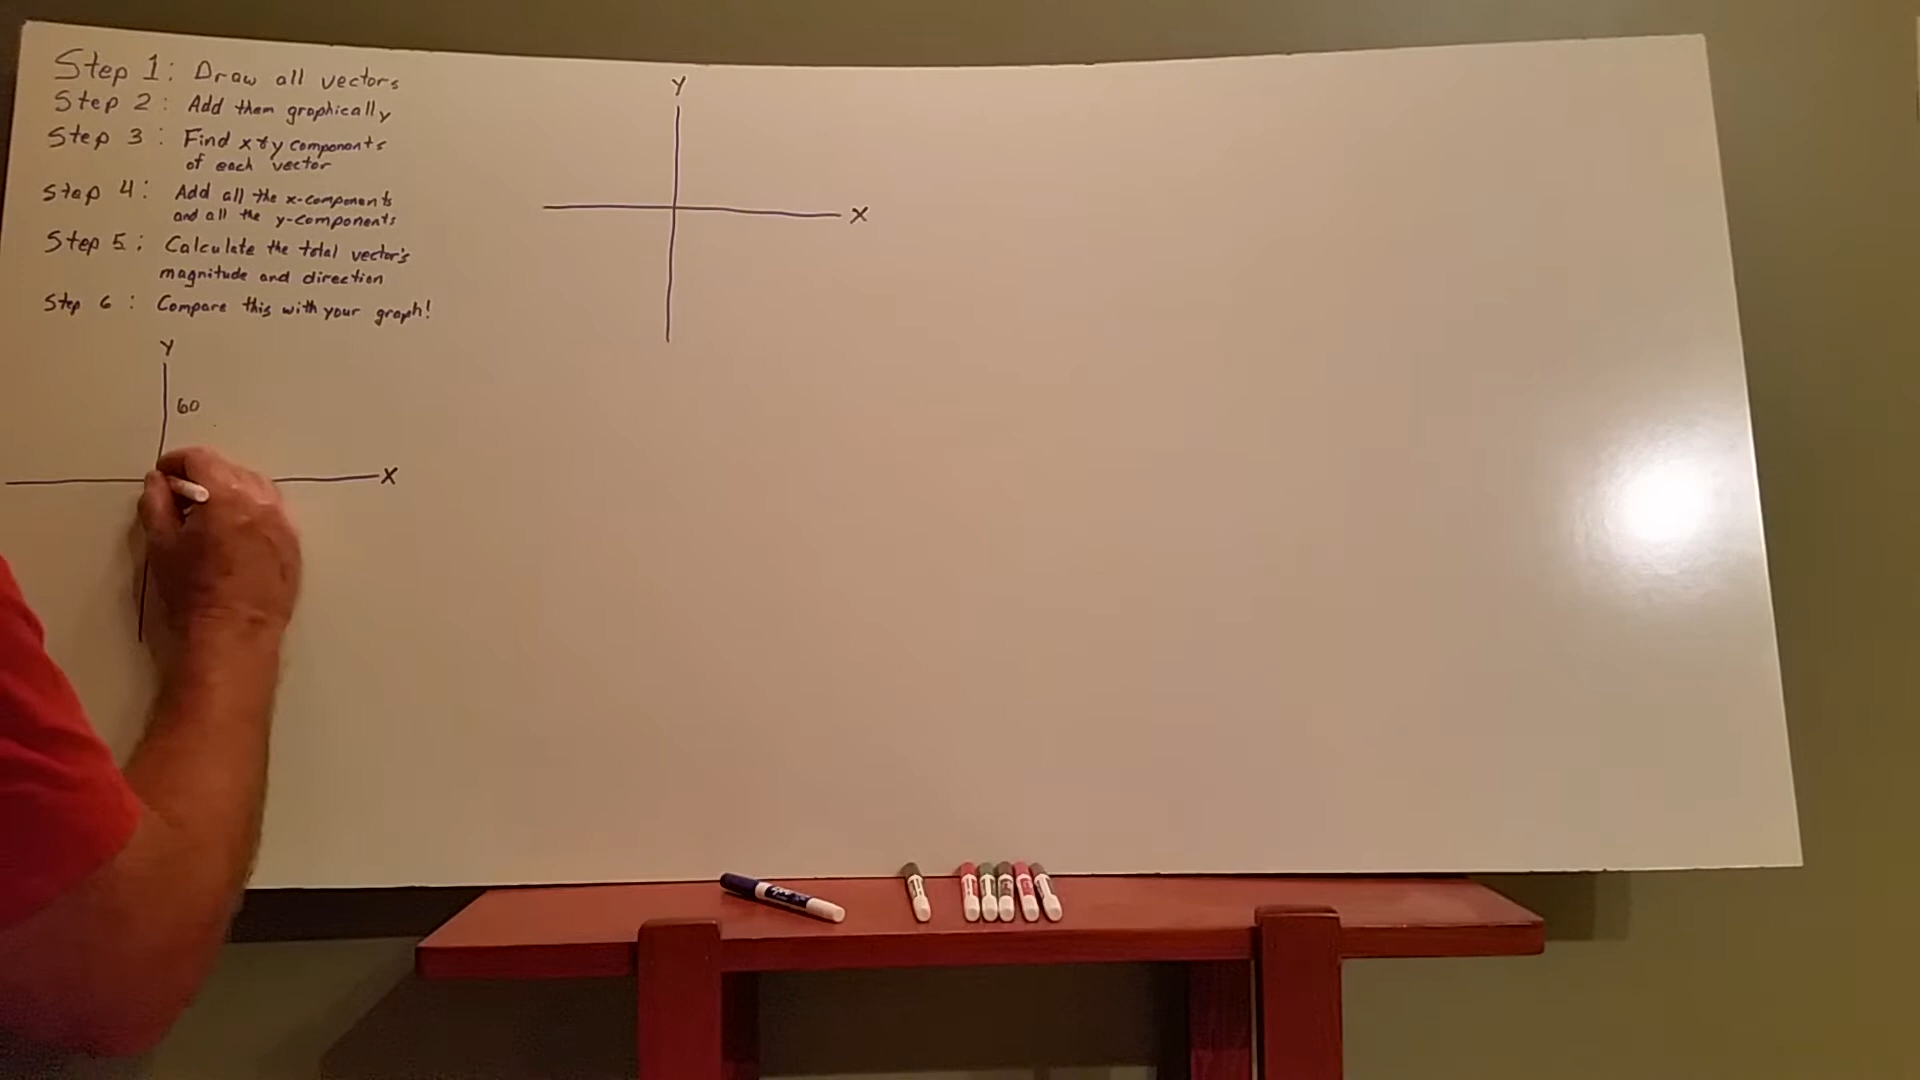 Step 1: Draw all vectors
Step 2: Add them graphically
Step 3: Find x & y components
of each vector
Step 4: Add all the x-components
and all the y-components
Step 5: Calculate the total vector's
magnitude and direction
Step 6: Compare this with your graph!
Y
X
Y
60
X